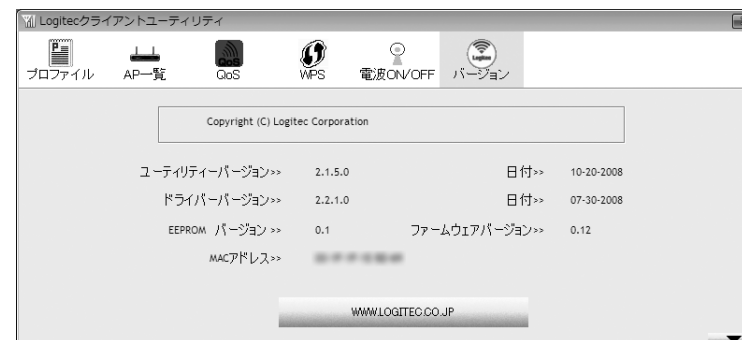 Logitecクライアントユーティリティ
プロファイル AP一覧 QoS WPS 電波ON/OFF バージョン
Copyright (C) Logitec Corporation
ユーティリティーバージョン>> 2.1.5.0 日付>> 10-20-2008
ドライバーバージョン>> 2.2.1.0 日付>> 07-30-2008
EEPROM バージョン >> 0.1 ファームウェアバージョン>> 0.12
MACアドレス>>
WWW.LOGITEC.CO.JP